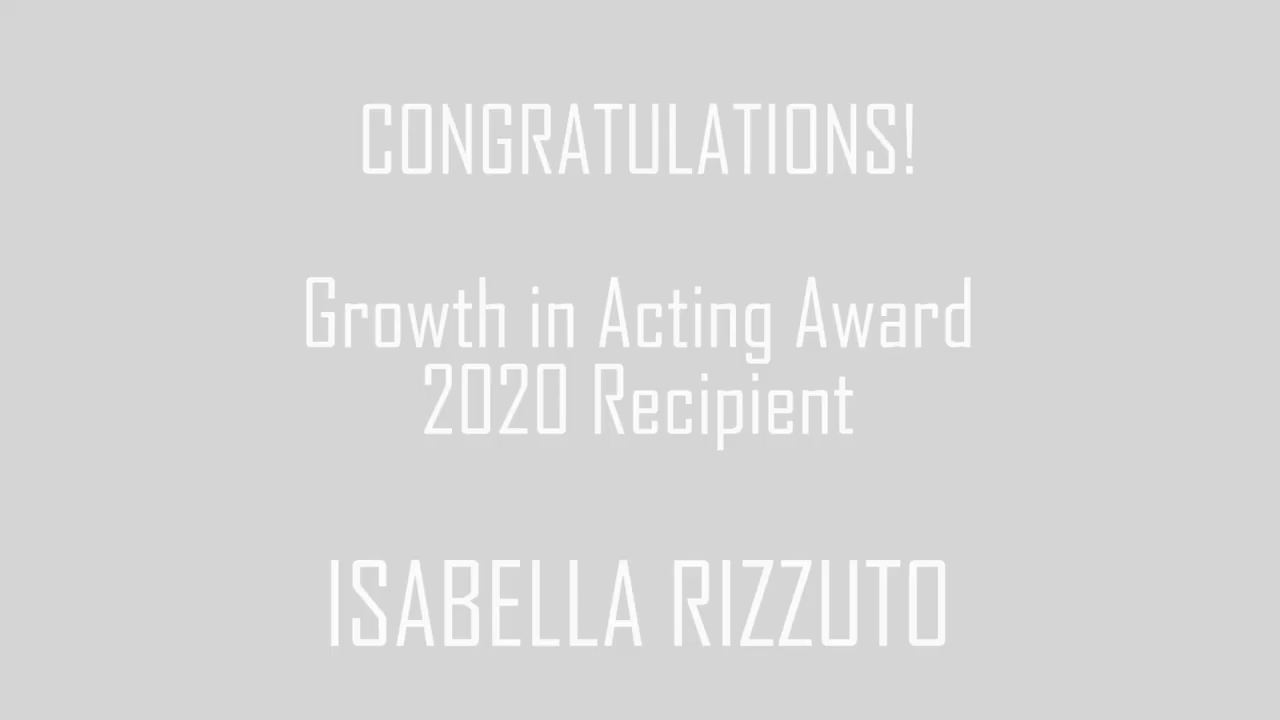 CONGRATULATIONS!
Growth in Acting Award
2020 Recipient
ISABELLA RIZZUTO